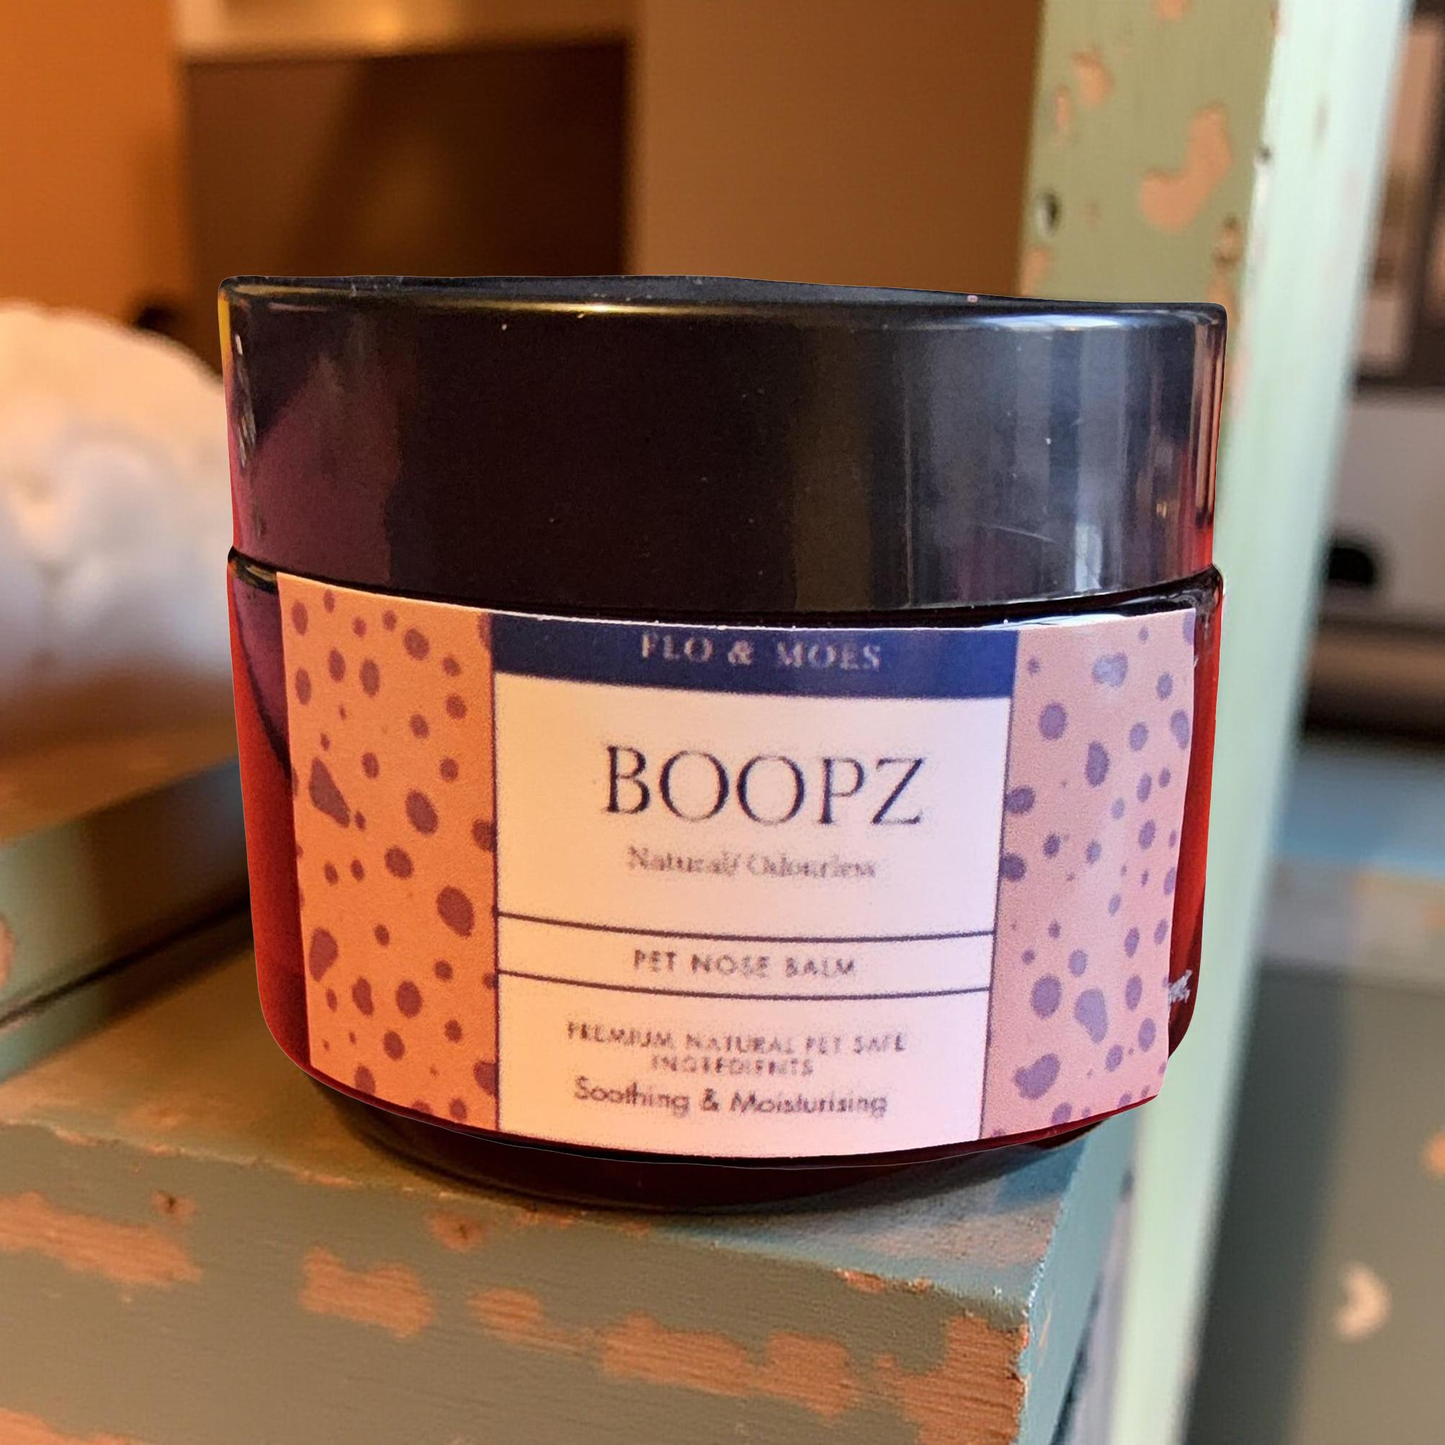 FLO & MOES
BOOPZ
Natural/ Odourless
PET NOSE BALM
PREMIUM NATURAL PET SAFE
INGREDIENTS
Soothing & Moisturising